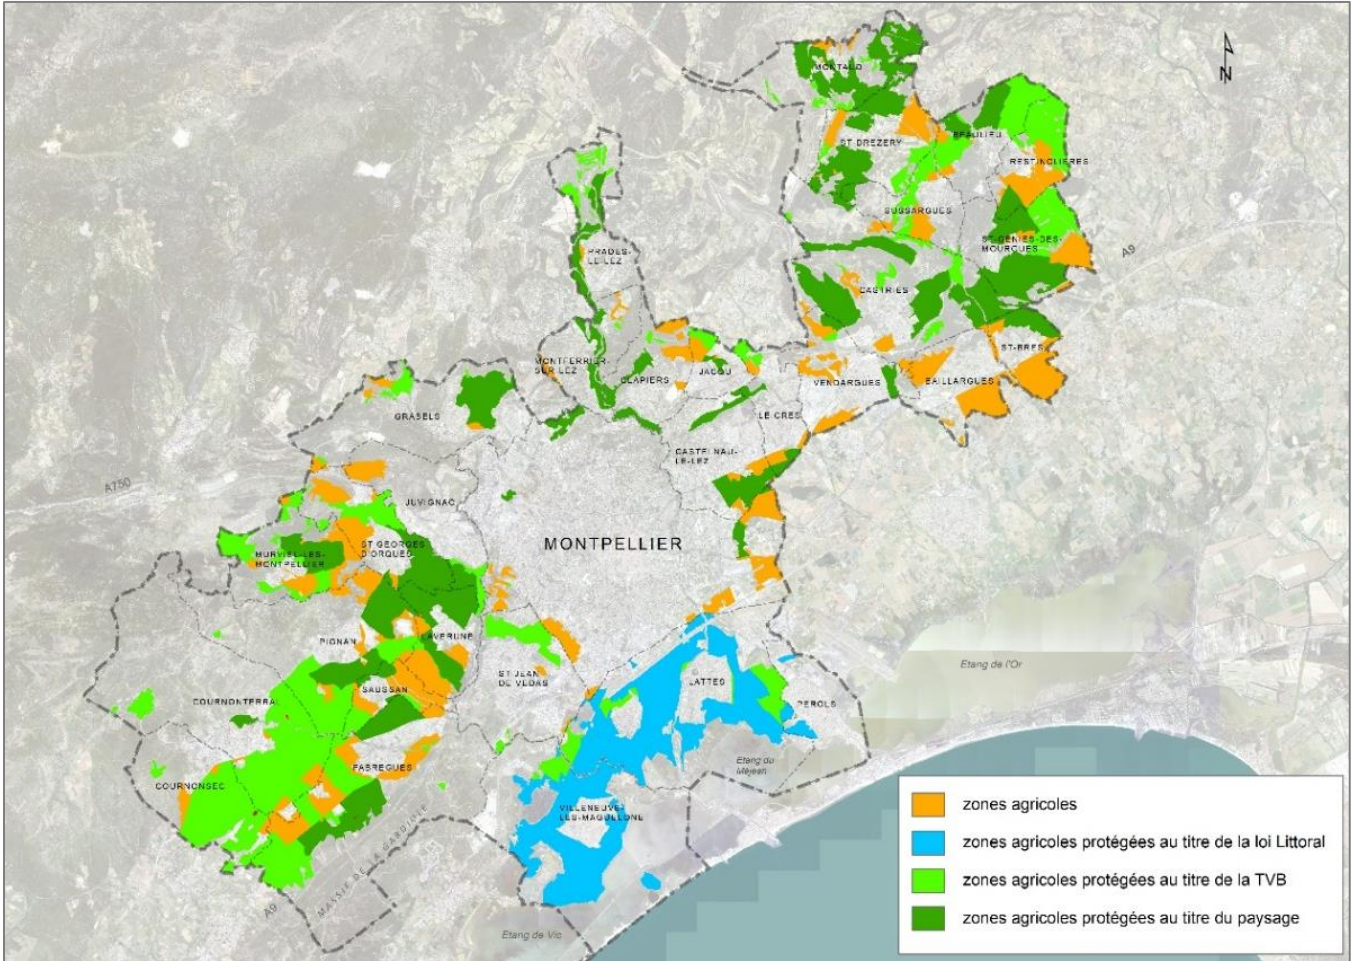 N
MONTAUD
ST-DREZERY
BEAULIEU
RESTINCLIERES
SUSSARGUES
ST-GENIES-DES-
MOURGUES
A9
PRADES-
LE-LEZ
CASTRIES
ST-BRES
MONTFERRIER-
SUR-LEZ
CLAPIERS
JACOU
VENDARGUES
BAILLARGUES
GRABELS
LE CRES
CASTELNAU-
LE-LEZ
A750
JUVIGNAC
MONTPELLIER
ST GEORGES
D'ORQUES
MURVIEL-LES-
MONTPELLIER
PIGNAN
LAVERUNE
ST JEAN
DE VEDAS
Etang de l'Or
LATTES
SAUSSAN
COURNONTERRAL
PEROLS
FABREGUES
Etang du
Méjean
COURNONSEC
VILLENEUVE-
LES-MAGUELONE
MASSIF DE LA GARDIOLE
A9
Etang de Vic
zones agricoles
zones agricoles protégées au titre de la loi Littoral
zones agricoles protégées au titre de la TVB
zones agricoles protégées au titre du paysage